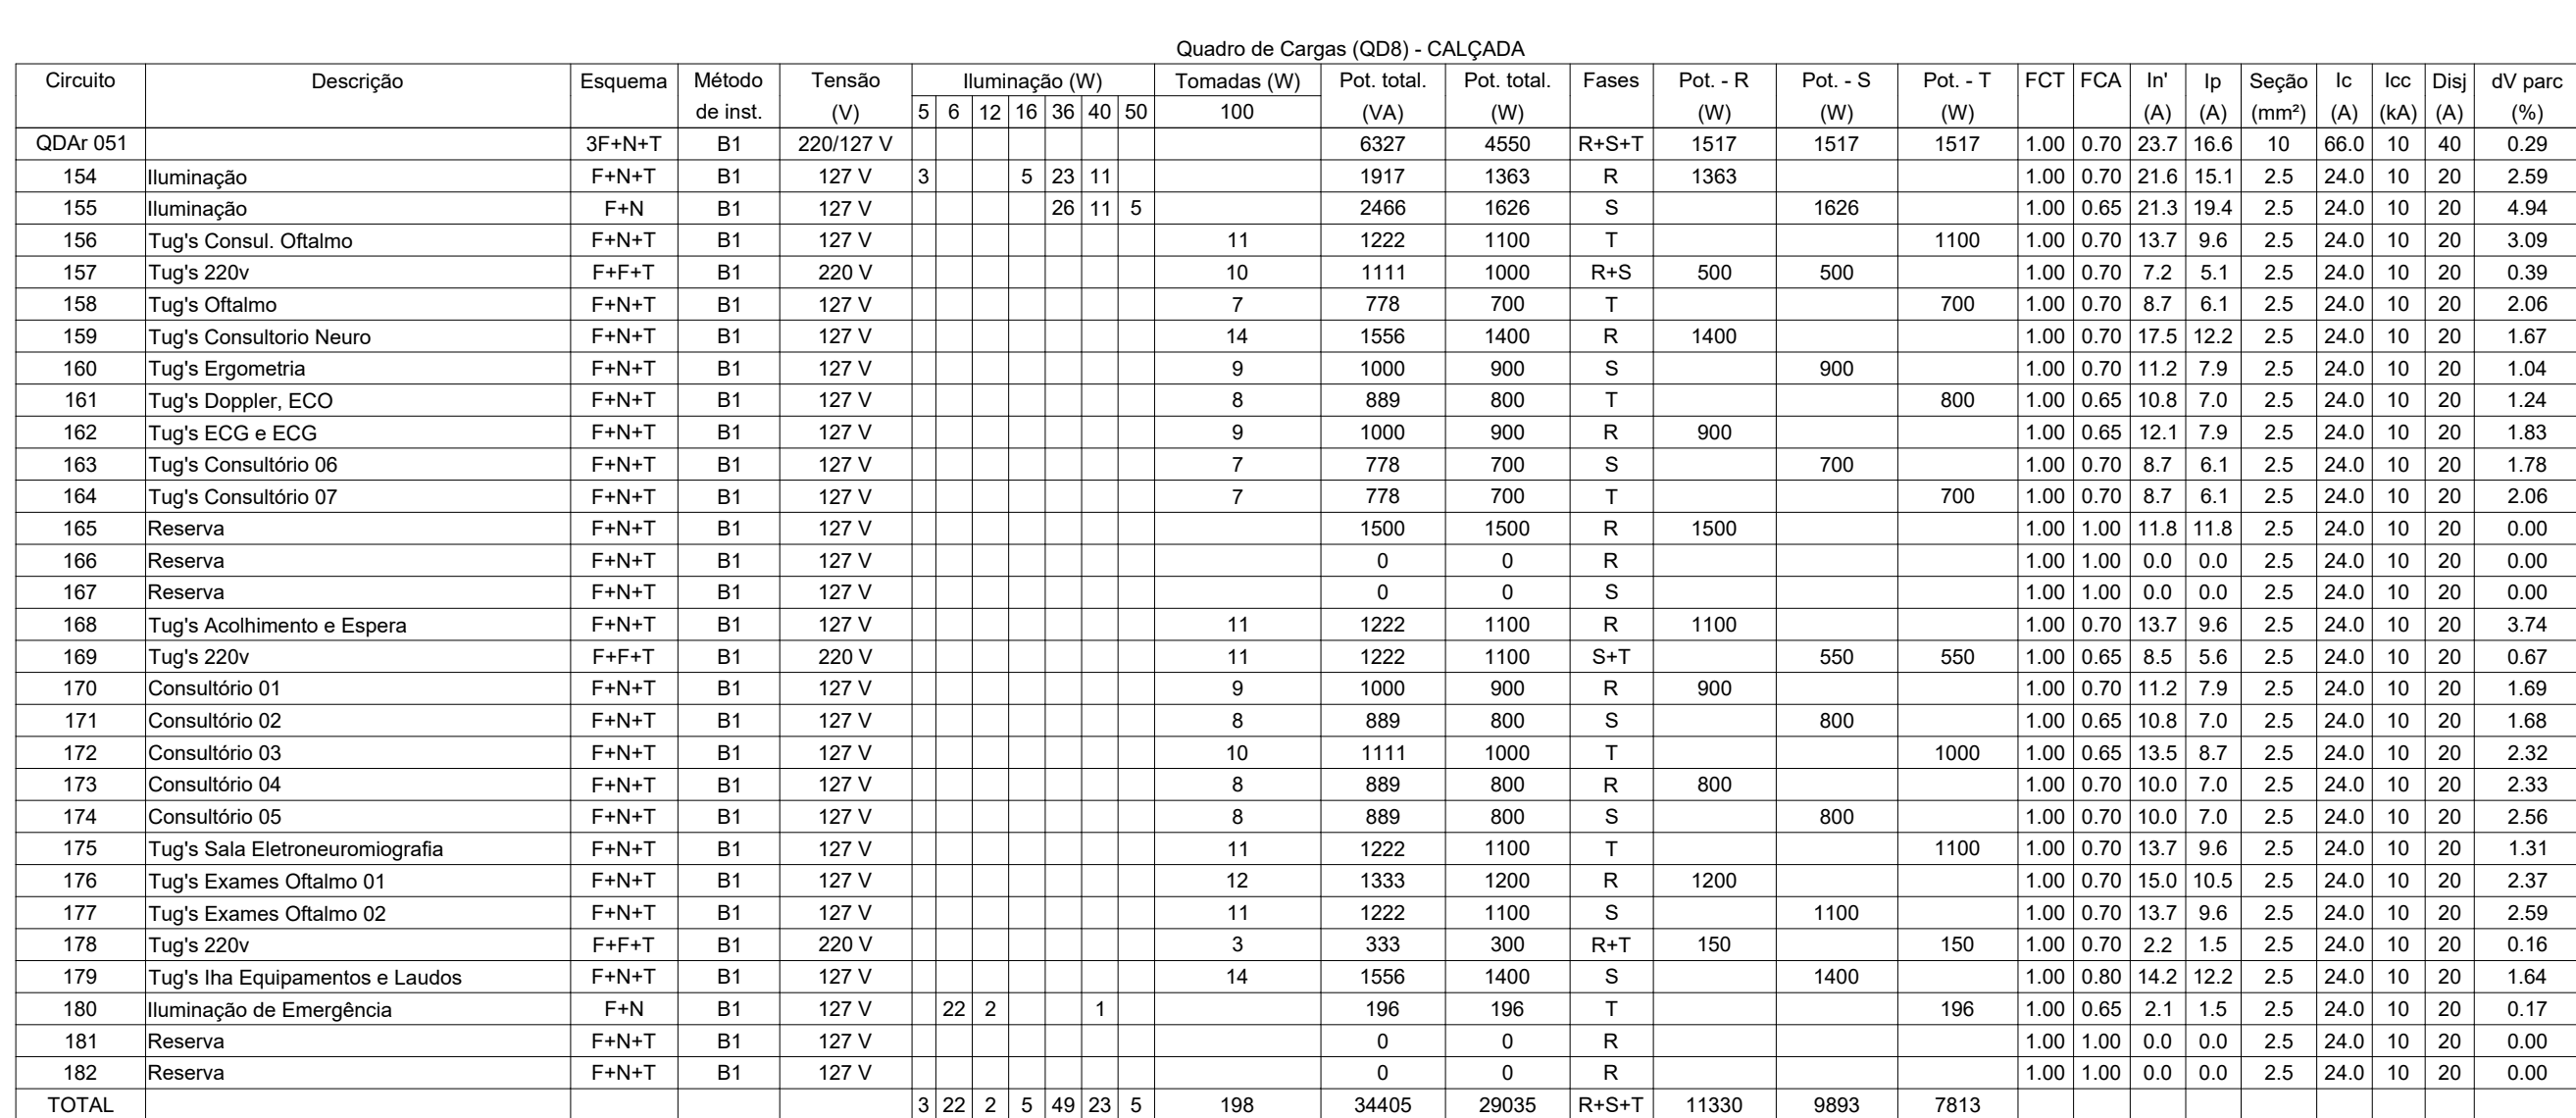 Quadro de Cargas (QD8) - CALÇADA
Circuito Descrição Esquema Método Tensão Iluminação (W) Tomadas (W) Pot. total. Pot. total. Fases Pot. - R Pot. - S Pot. - T FCT FCA In' Ip Seção Ic Icc Disj dV parc
de inst. (V) 5 6 12 16 36 40 50 100 (VA) (W) (W) (W) (W) (A) (A) (mm²) (A) (kA) (A) (%)
QDAr 051 3F+N+T B1 220/127 V 6327 4550 R+S+T 1517 1517 1517 1.00 0.70 23.7 16.6 10 66.0 10 40 0.29
154 Iluminação F+N+T B1 127 V 3 5 23 11 1917 1363 R 1363 1.00 0.70 21.6 15.1 2.5 24.0 10 20 2.59
155 Iluminação F+N B1 127 V 26 11 5 2466 1626 S 1626 1.00 0.65 21.3 19.4 2.5 24.0 10 20 4.94
156 Tug's Consul. Oftalmo F+N+T B1 127 V 11 1222 1100 T 1100 1.00 0.70 13.7 9.6 2.5 24.0 10 20 3.09
157 Tug's 220v F+F+T B1 220 V 10 1111 1000 R+S 500 500 1.00 0.70 7.2 5.1 2.5 24.0 10 20 0.39
158 Tug's Oftalmo F+N+T B1 127 V 7 778 700 T 700 1.00 0.70 8.7 6.1 2.5 24.0 10 20 2.06
159 Tug's Consultorio Neuro F+N+T B1 127 V 14 1556 1400 R 1400 1.00 0.70 17.5 12.2 2.5 24.0 10 20 1.67
160 Tug's Ergometria F+N+T B1 127 V 9 1000 900 S 900 1.00 0.70 11.2 7.9 2.5 24.0 10 20 1.04
161 Tug's Doppler, ECO F+N+T B1 127 V 8 889 800 T 800 1.00 0.65 10.8 7.0 2.5 24.0 10 20 1.24
162 Tug's ECG e ECG F+N+T B1 127 V 9 1000 900 R 900 1.00 0.65 12.1 7.9 2.5 24.0 10 20 1.83
163 Tug's Consultório 06 F+N+T B1 127 V 7 778 700 S 700 1.00 0.70 8.7 6.1 2.5 24.0 10 20 1.78
164 Tug's Consultório 07 F+N+T B1 127 V 7 778 700 T 700 1.00 0.70 8.7 6.1 2.5 24.0 10 20 2.06
165 Reserva F+N+T B1 127 V 1500 1500 R 1500 1.00 1.00 11.8 11.8 2.5 24.0 10 20 0.00
166 Reserva F+N+T B1 127 V 0 0 R 1.00 1.00 0.0 0.0 2.5 24.0 10 20 0.00
167 Reserva F+N+T B1 127 V 0 0 S 1.00 1.00 0.0 0.0 2.5 24.0 10 20 0.00
168 Tug's Acolhimento e Espera F+N+T B1 127 V 11 1222 1100 R 1100 1.00 0.70 13.7 9.6 2.5 24.0 10 20 3.74
169 Tug's 220v F+F+T B1 220 V 11 1222 1100 S+T 550 550 1.00 0.65 8.5 5.6 2.5 24.0 10 20 0.67
170 Consultório 01 F+N+T B1 127 V 9 1000 900 R 900 1.00 0.70 11.2 7.9 2.5 24.0 10 20 1.69
171 Consultório 02 F+N+T B1 127 V 8 889 800 S 800 1.00 0.65 10.8 7.0 2.5 24.0 10 20 1.68
172 Consultório 03 F+N+T B1 127 V 10 1111 1000 T 1000 1.00 0.65 13.5 8.7 2.5 24.0 10 20 2.32
173 Consultório 04 F+N+T B1 127 V 8 889 800 R 800 1.00 0.70 10.0 7.0 2.5 24.0 10 20 2.33
174 Consultório 05 F+N+T B1 127 V 8 889 800 S 800 1.00 0.70 10.0 7.0 2.5 24.0 10 20 2.56
175 Tug's Sala Eletroneuromiografia F+N+T B1 127 V 11 1222 1100 T 1100 1.00 0.70 13.7 9.6 2.5 24.0 10 20 1.31
176 Tug's Exames Oftalmo 01 F+N+T B1 127 V 12 1333 1200 R 1200 1.00 0.70 15.0 10.5 2.5 24.0 10 20 2.37
177 Tug's Exames Oftalmo 02 F+N+T B1 127 V 11 1222 1100 S 1100 1.00 0.70 13.7 9.6 2.5 24.0 10 20 2.59
178 Tug's 220v F+F+T B1 220 V 3 333 300 R+T 150 150 1.00 0.70 2.2 1.5 2.5 24.0 10 20 0.16
179 Tug's Iha Equipamentos e Laudos F+N+T B1 127 V 14 1556 1400 S 1400 1.00 0.80 14.2 12.2 2.5 24.0 10 20 1.64
180 Iluminação de Emergência F+N B1 127 V 22 2 1 196 196 T 196 1.00 0.65 2.1 1.5 2.5 24.0 10 20 0.17
181 Reserva F+N+T B1 127 V 0 0 R 1.00 1.00 0.0 0.0 2.5 24.0 10 20 0.00
182 Reserva F+N+T B1 127 V 0 0 R 1.00 1.00 0.0 0.0 2.5 24.0 10 20 0.00
TOTAL 3 22 2 5 49 23 5 198 34405 29035 R+S+T 11330 9893 7813